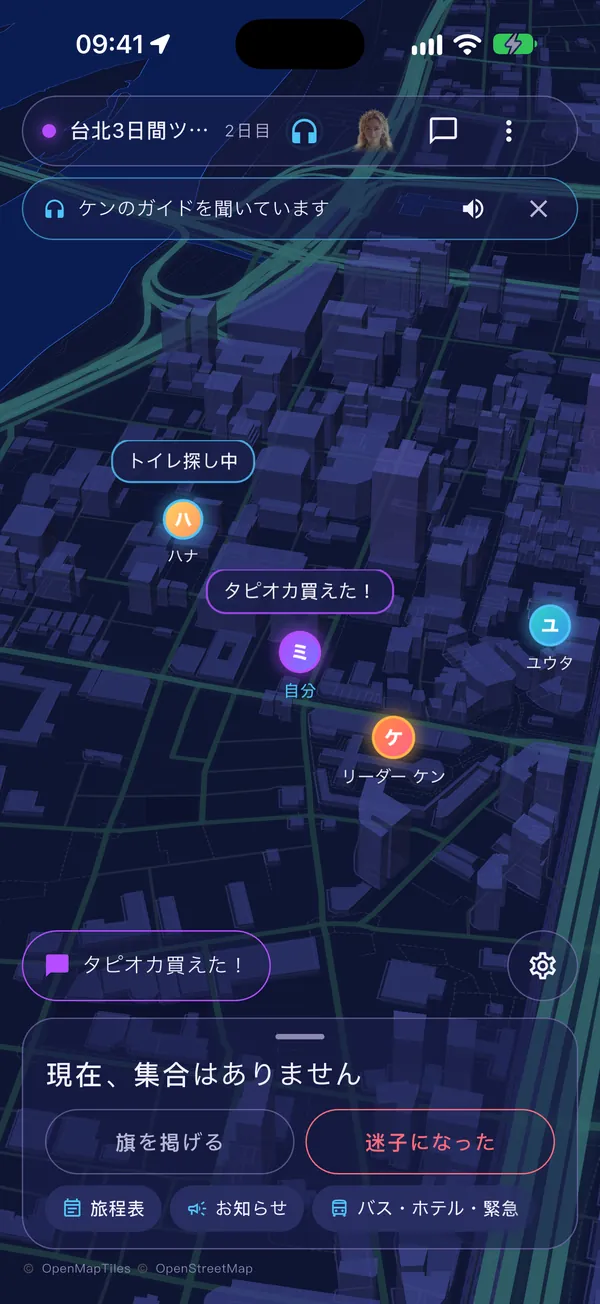 09:41
台北3日間ツ… 2日目
ケンのガイドを聞いています
トイレ探し中
ハ
ハナ
タピオカ買えた！
ミ
自分
ユ
ユウタ
ケ
リーダー ケン
タピオカ買えた！
現在、集合はありません
旗を掲げる 迷子になった
旅程表 お知らせ バス・ホテル・緊急
© OpenMapTiles © OpenStreetMap